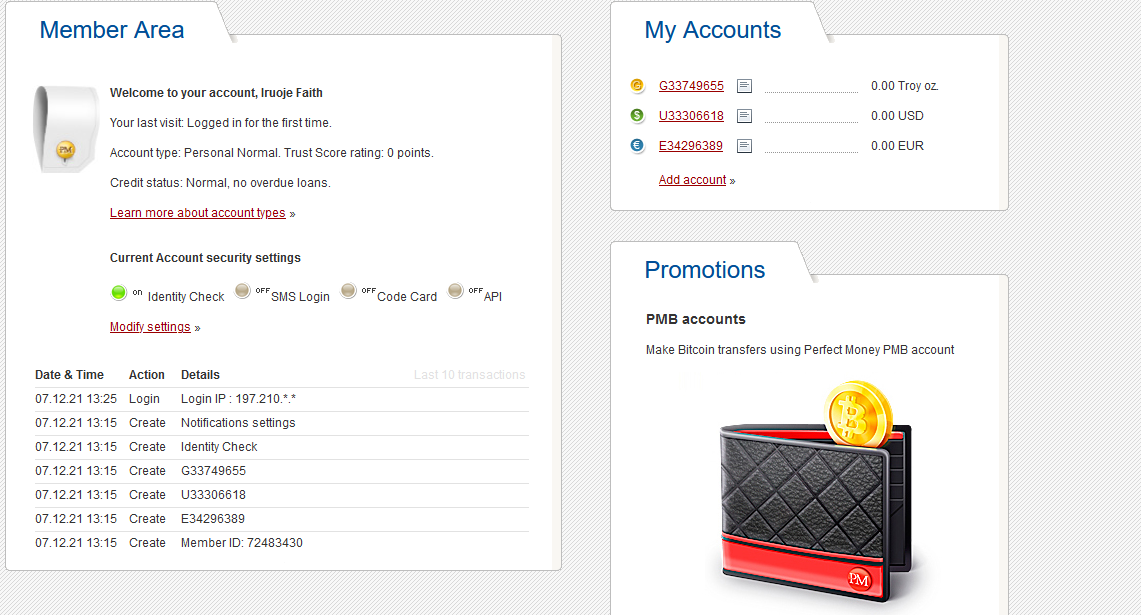 Member Area
Welcome to your account, Iruoje Faith
Your last visit: Logged in for the first time.
Account type: Personal Normal. Trust Score rating: 0 points.
Credit status: Normal, no overdue loans.
Learn more about account types »
Current Account security settings
ON Identity Check OFF SMS Login OFF Code Card OFF API
Modify settings »
Date & Time Action Details Last 10 transactions
07.12.21 13:25 Login Login IP : 197.210.*.*
07.12.21 13:15 Create Notifications settings
07.12.21 13:15 Create Identity Check
07.12.21 13:15 Create G33749655
07.12.21 13:15 Create U33306618
07.12.21 13:15 Create E34296389
07.12.21 13:15 Create Member ID: 72483430
PM
My Accounts
G33749655 0.00 Troy oz.
U33306618 0.00 USD
E34296389 0.00 EUR
Add account »
Promotions
PMB accounts
Make Bitcoin transfers using Perfect Money PMB account
PM